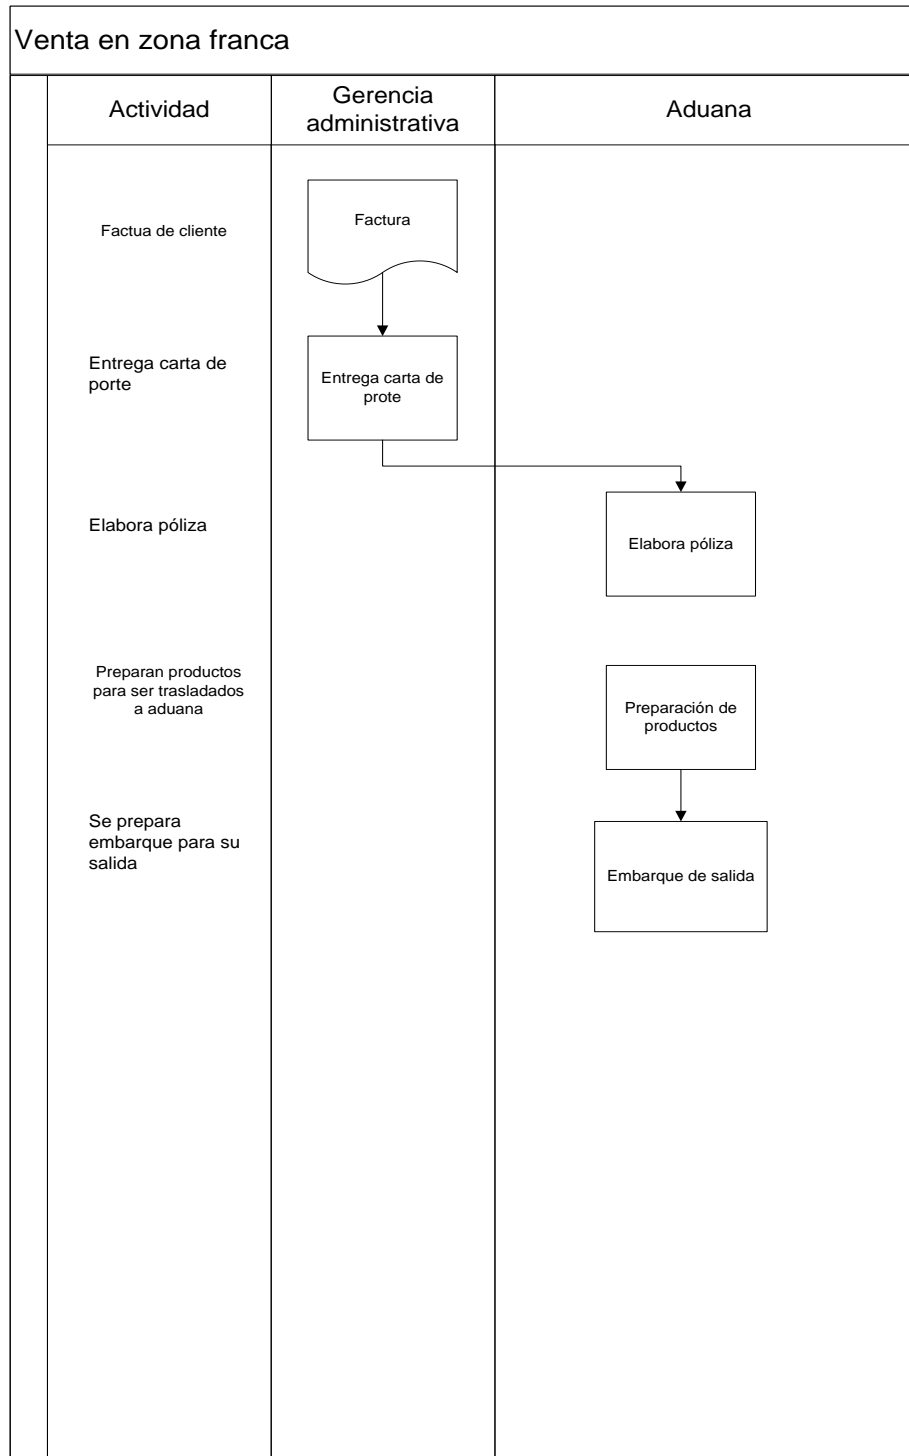 Venta en zona franca
Actividad
Gerencia
administrativa
Aduana
Factua de cliente
Factura
Entrega carta de
porte
Entrega carta de
prote
Elabora póliza
Elabora póliza
Preparan productos
para ser trasladados
a aduana
Preparación de
productos
Se prepara
embarque para su
salida
Embarque de salida